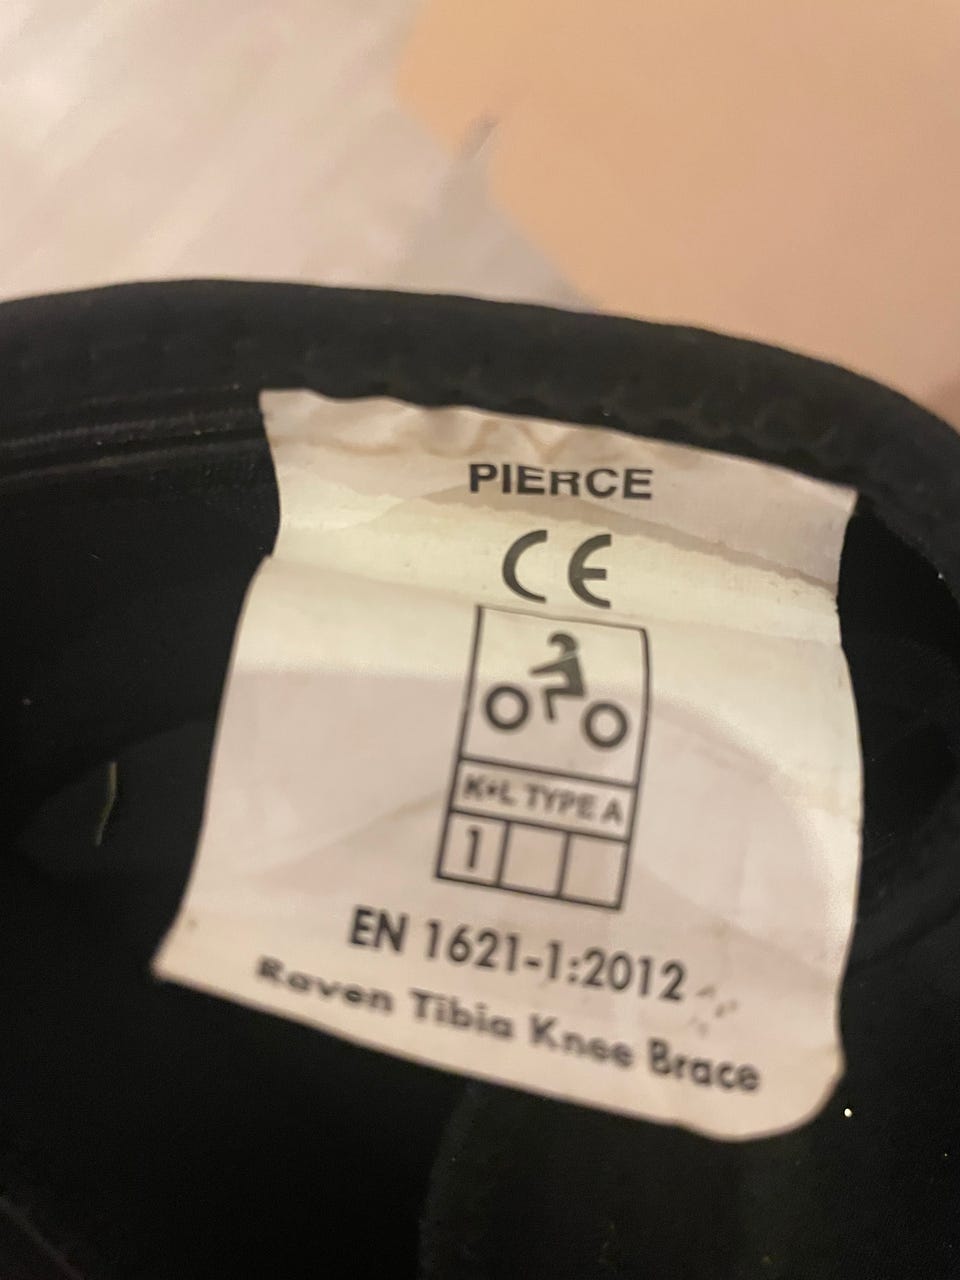 PIERCE
CE
K+L TYPE A
1
EN 1621-1:2012
Raven Tibia Knee Brace